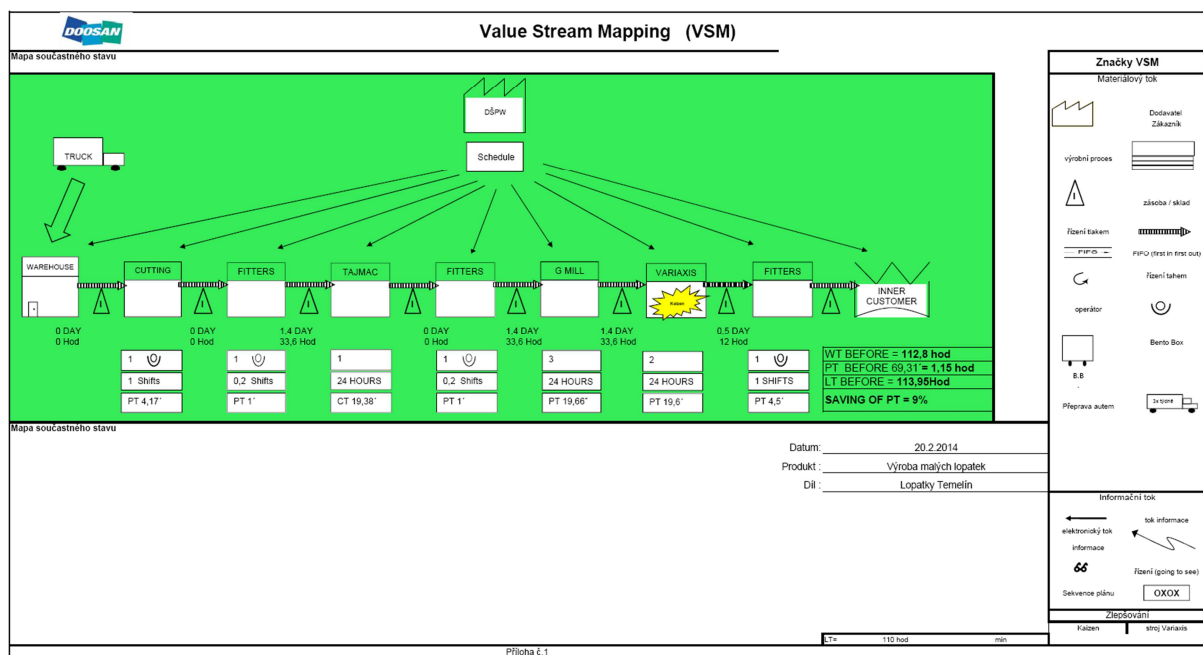 DOOSAN
Value Stream Mapping (VSM)
Mapa součastného stavu
DŠPW
Schedule
TRUCK
WAREHOUSE
CUTTING
FITTERS
TAJMAC
FITTERS
G MILL
VARIAXIS
FITTERS
INNER
CUSTOMER
I
I
I
I
I
I
I
I
0 DAY
0 Hod
0 DAY
0 Hod
1,4 DAY
33,6 Hod
0 DAY
0 Hod
1,4 DAY
33,6 Hod
1,4 DAY
33,6 Hod
0,5 DAY
12 Hod
1
1 Shifts
PT 4,17´
1
0,2 Shifts
PT 1´
1
24 HOURS
CT 19,38´
1
0,2 Shifts
PT 1´
3
24 HOURS
PT 19,66´
2
24 HOURS
PT 19,6´
1
1 SHIFTS
PT 4,5´
WT BEFORE = 112,8 hod
PT BEFORE 69,31´= 1,15 hod
LT BEFORE = 113,95Hod
SAVING OF PT = 9%
Mapa součastného stavu
Datum: 20.2.2014
Produkt : Výroba malých lopatek
Díl : Lopatky Temelín
LT= 110 hod min
Příloha č.1
Značky VSM
Materiálový tok
Dodavatel
Zákazník
výrobní proces
I
zásoba / sklad
řízení tlakem
FIFO
FIFO (first in first out)
řízení tahem
operátor
Bento Box
B.B
Přeprava autem
Informační tok
elektronický tok
informace
tok informace
řízení (going to see)
Sekvence plánu
OXOX
Zlepšování
Kaizen
stroj Variaxis